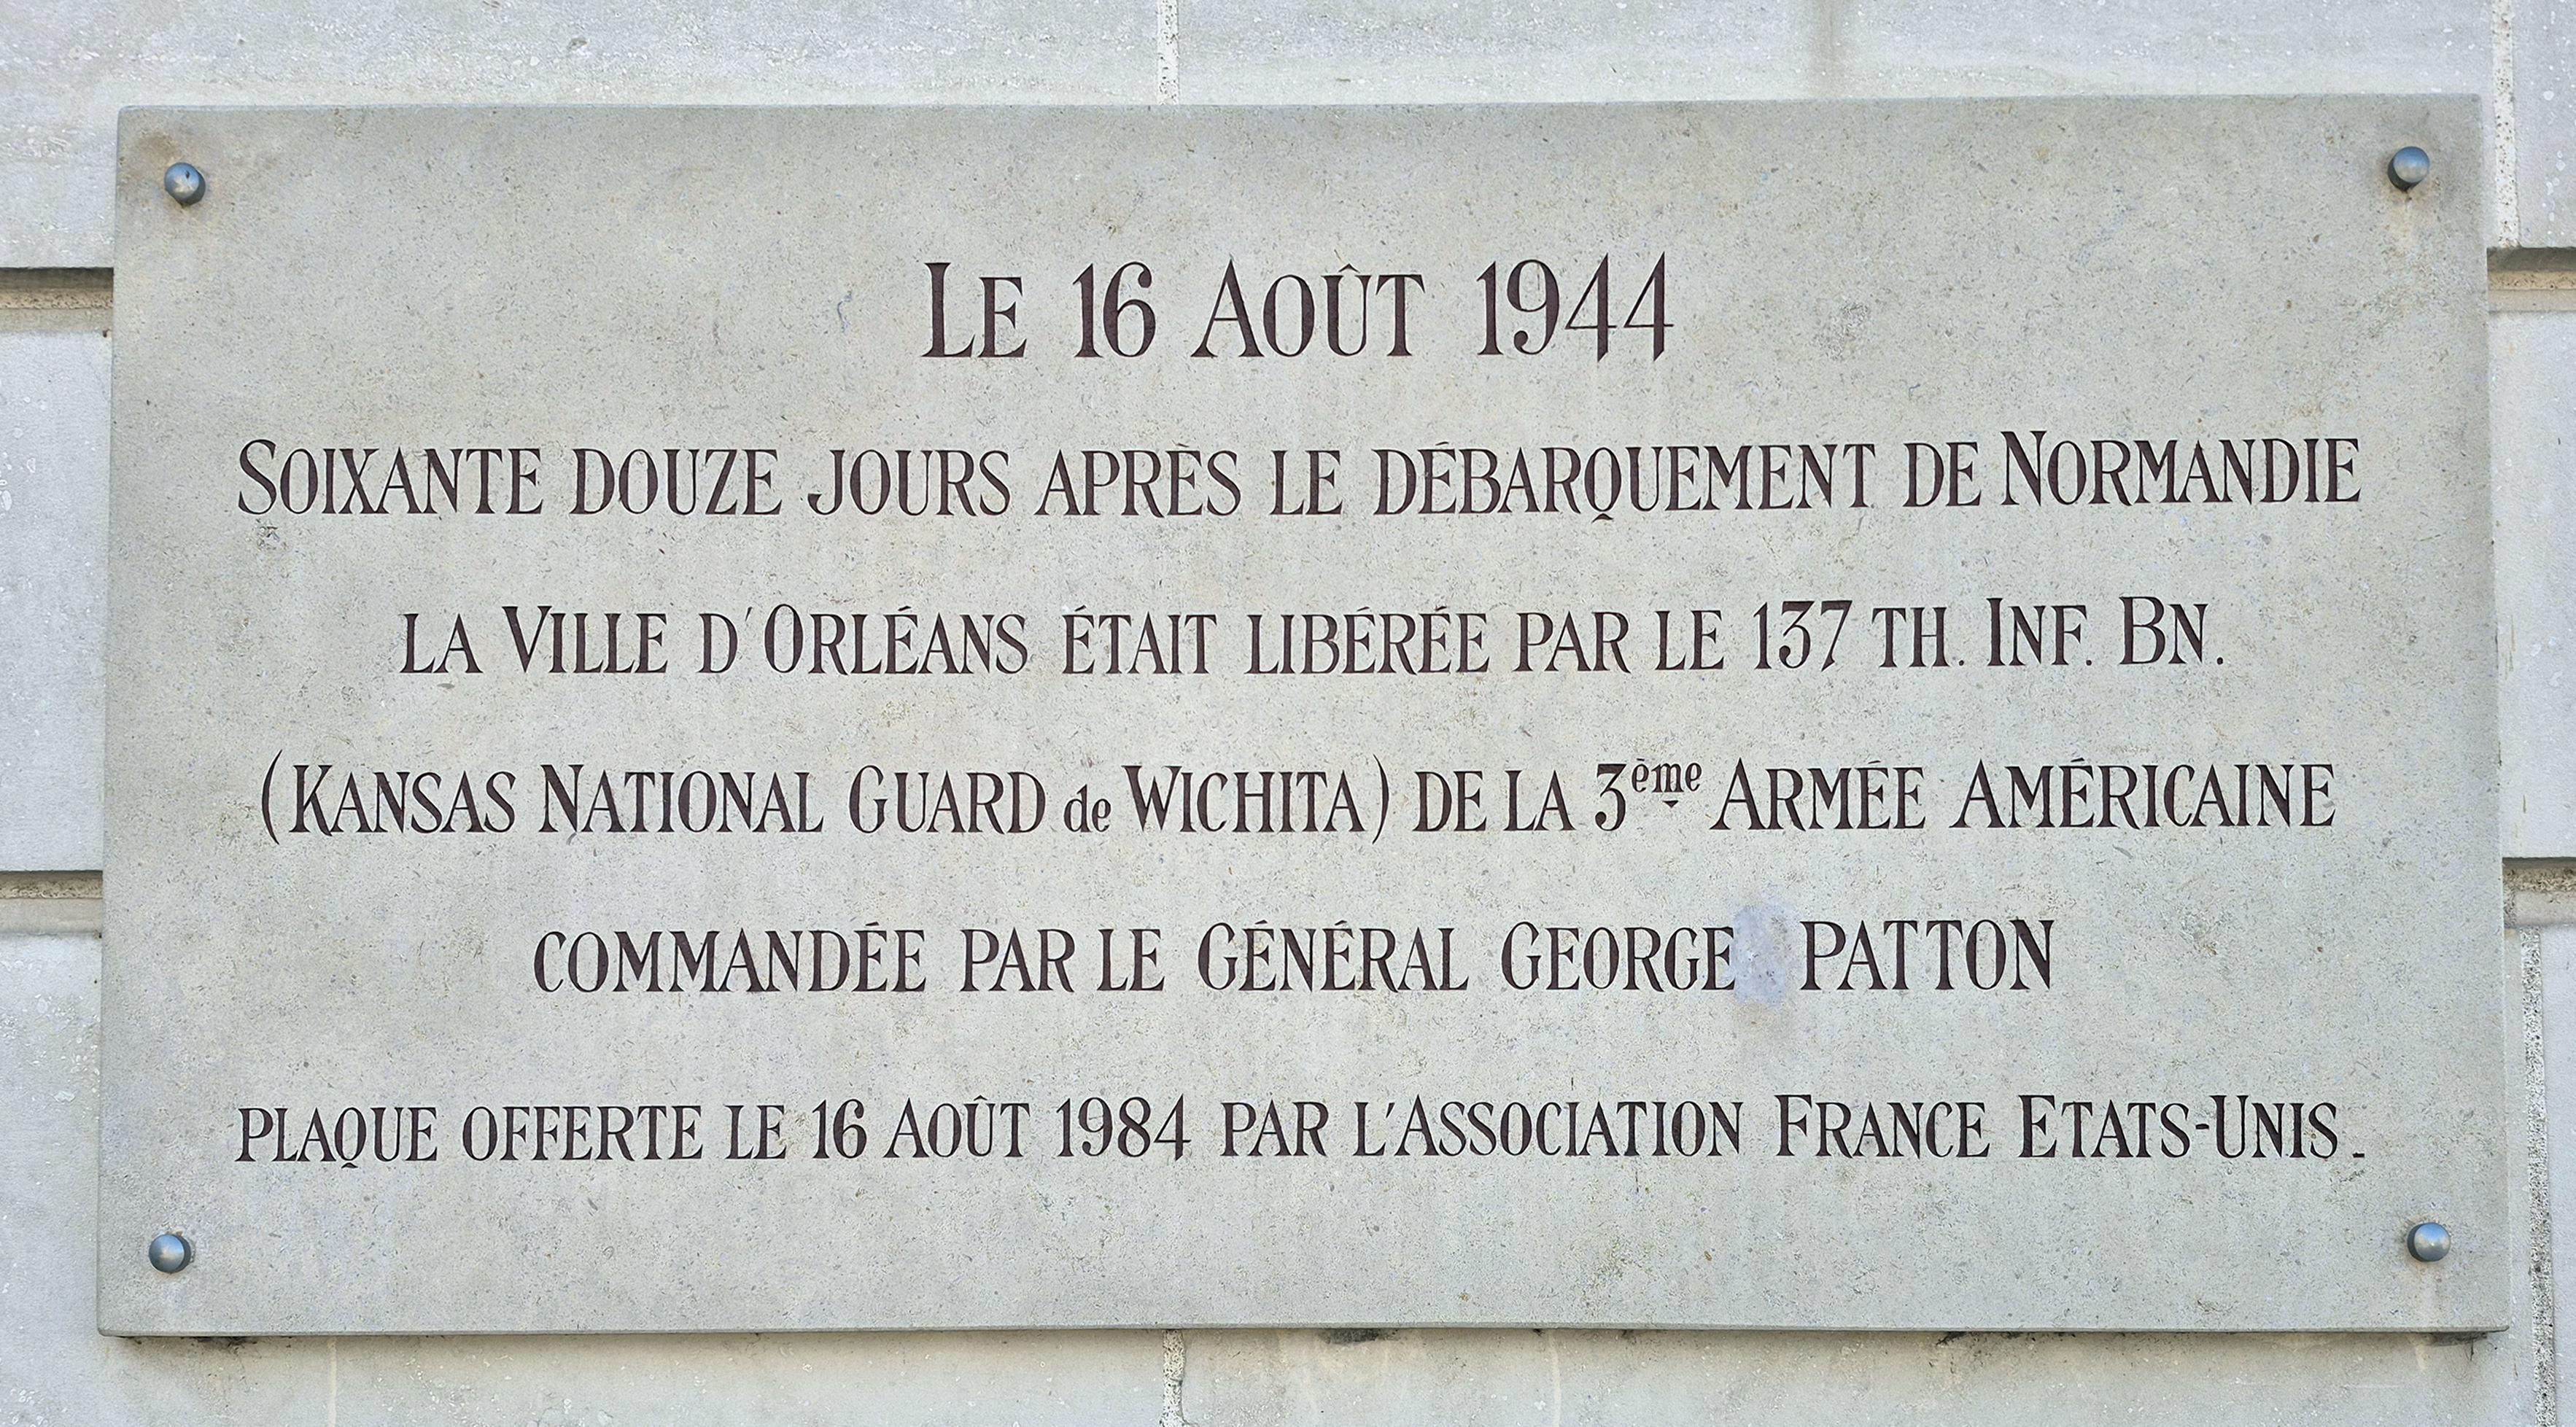 Le 16 Août 1944
Soixante douze jours après le débarquement de Normandie
la Ville d'Orléans était libérée par le 137 th. Inf. Bn.
(Kansas National Guard de Wichita) de la 3ème Armée Américaine
commandée par le Général George Patton
plaque offerte le 16 Août 1984 par l'Association France Etats-Unis.